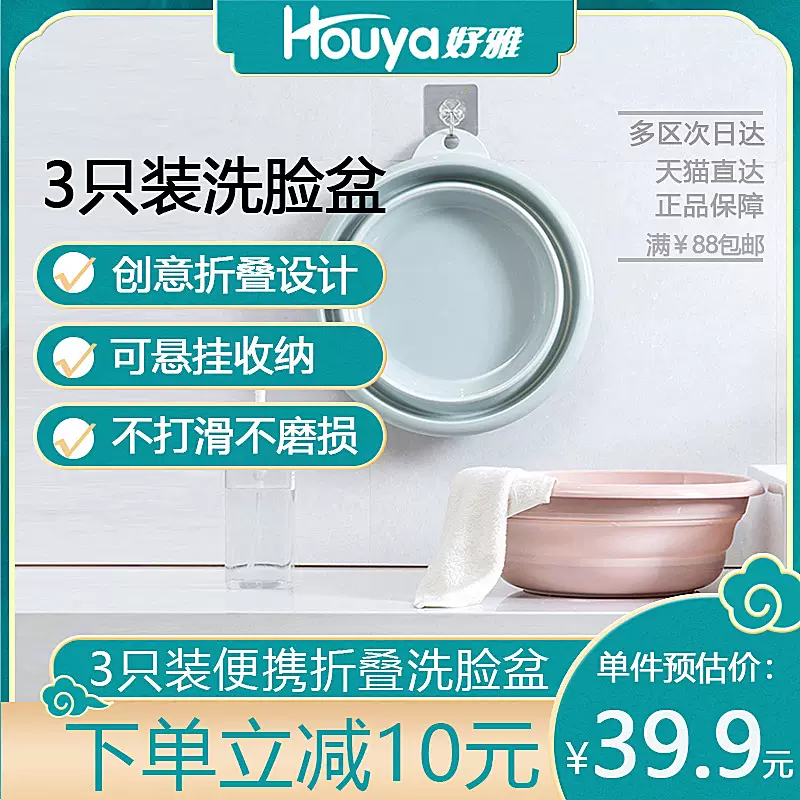 Houya好雅
多区次日达
天猫直达
正品保障
满￥88包邮
3只装洗脸盆
创意折叠设计
可悬挂收纳
不打滑不磨损
3只装便携折叠洗脸盆
单件预估价：
下单立减10元
￥39.9元